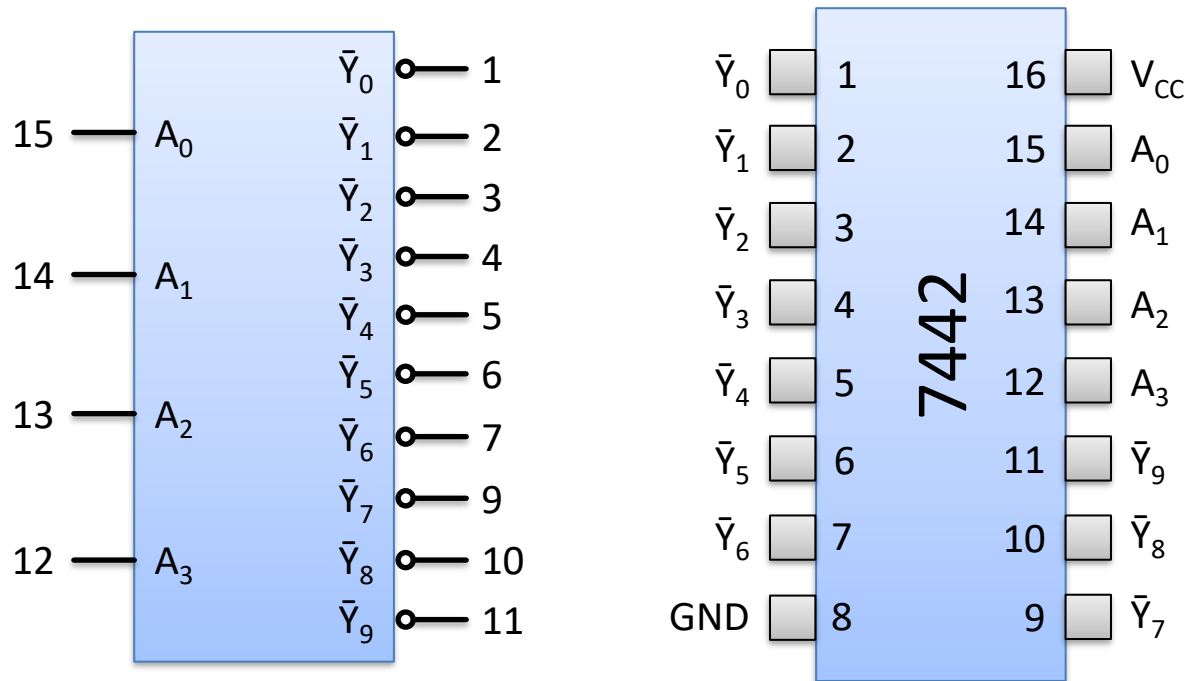 Ȳ₀ 1
15 A₀
Ȳ₁ 2
Ȳ₂ 3
Ȳ₃ 4
14 A₁
Ȳ₄ 5
Ȳ₅ 6
13 A₂
Ȳ₆ 7
Ȳ₇ 9
12 A₃
Ȳ₈ 10
Ȳ₉ 11
Ȳ₀ 1 16 V_CC
Ȳ₁ 2 15 A₀
Ȳ₂ 3 14 A₁
Ȳ₃ 4 13 A₂
7442
Ȳ₄ 5 12 A₃
Ȳ₅ 6 11 Ȳ₉
Ȳ₆ 7 10 Ȳ₈
GND 8 9 Ȳ₇